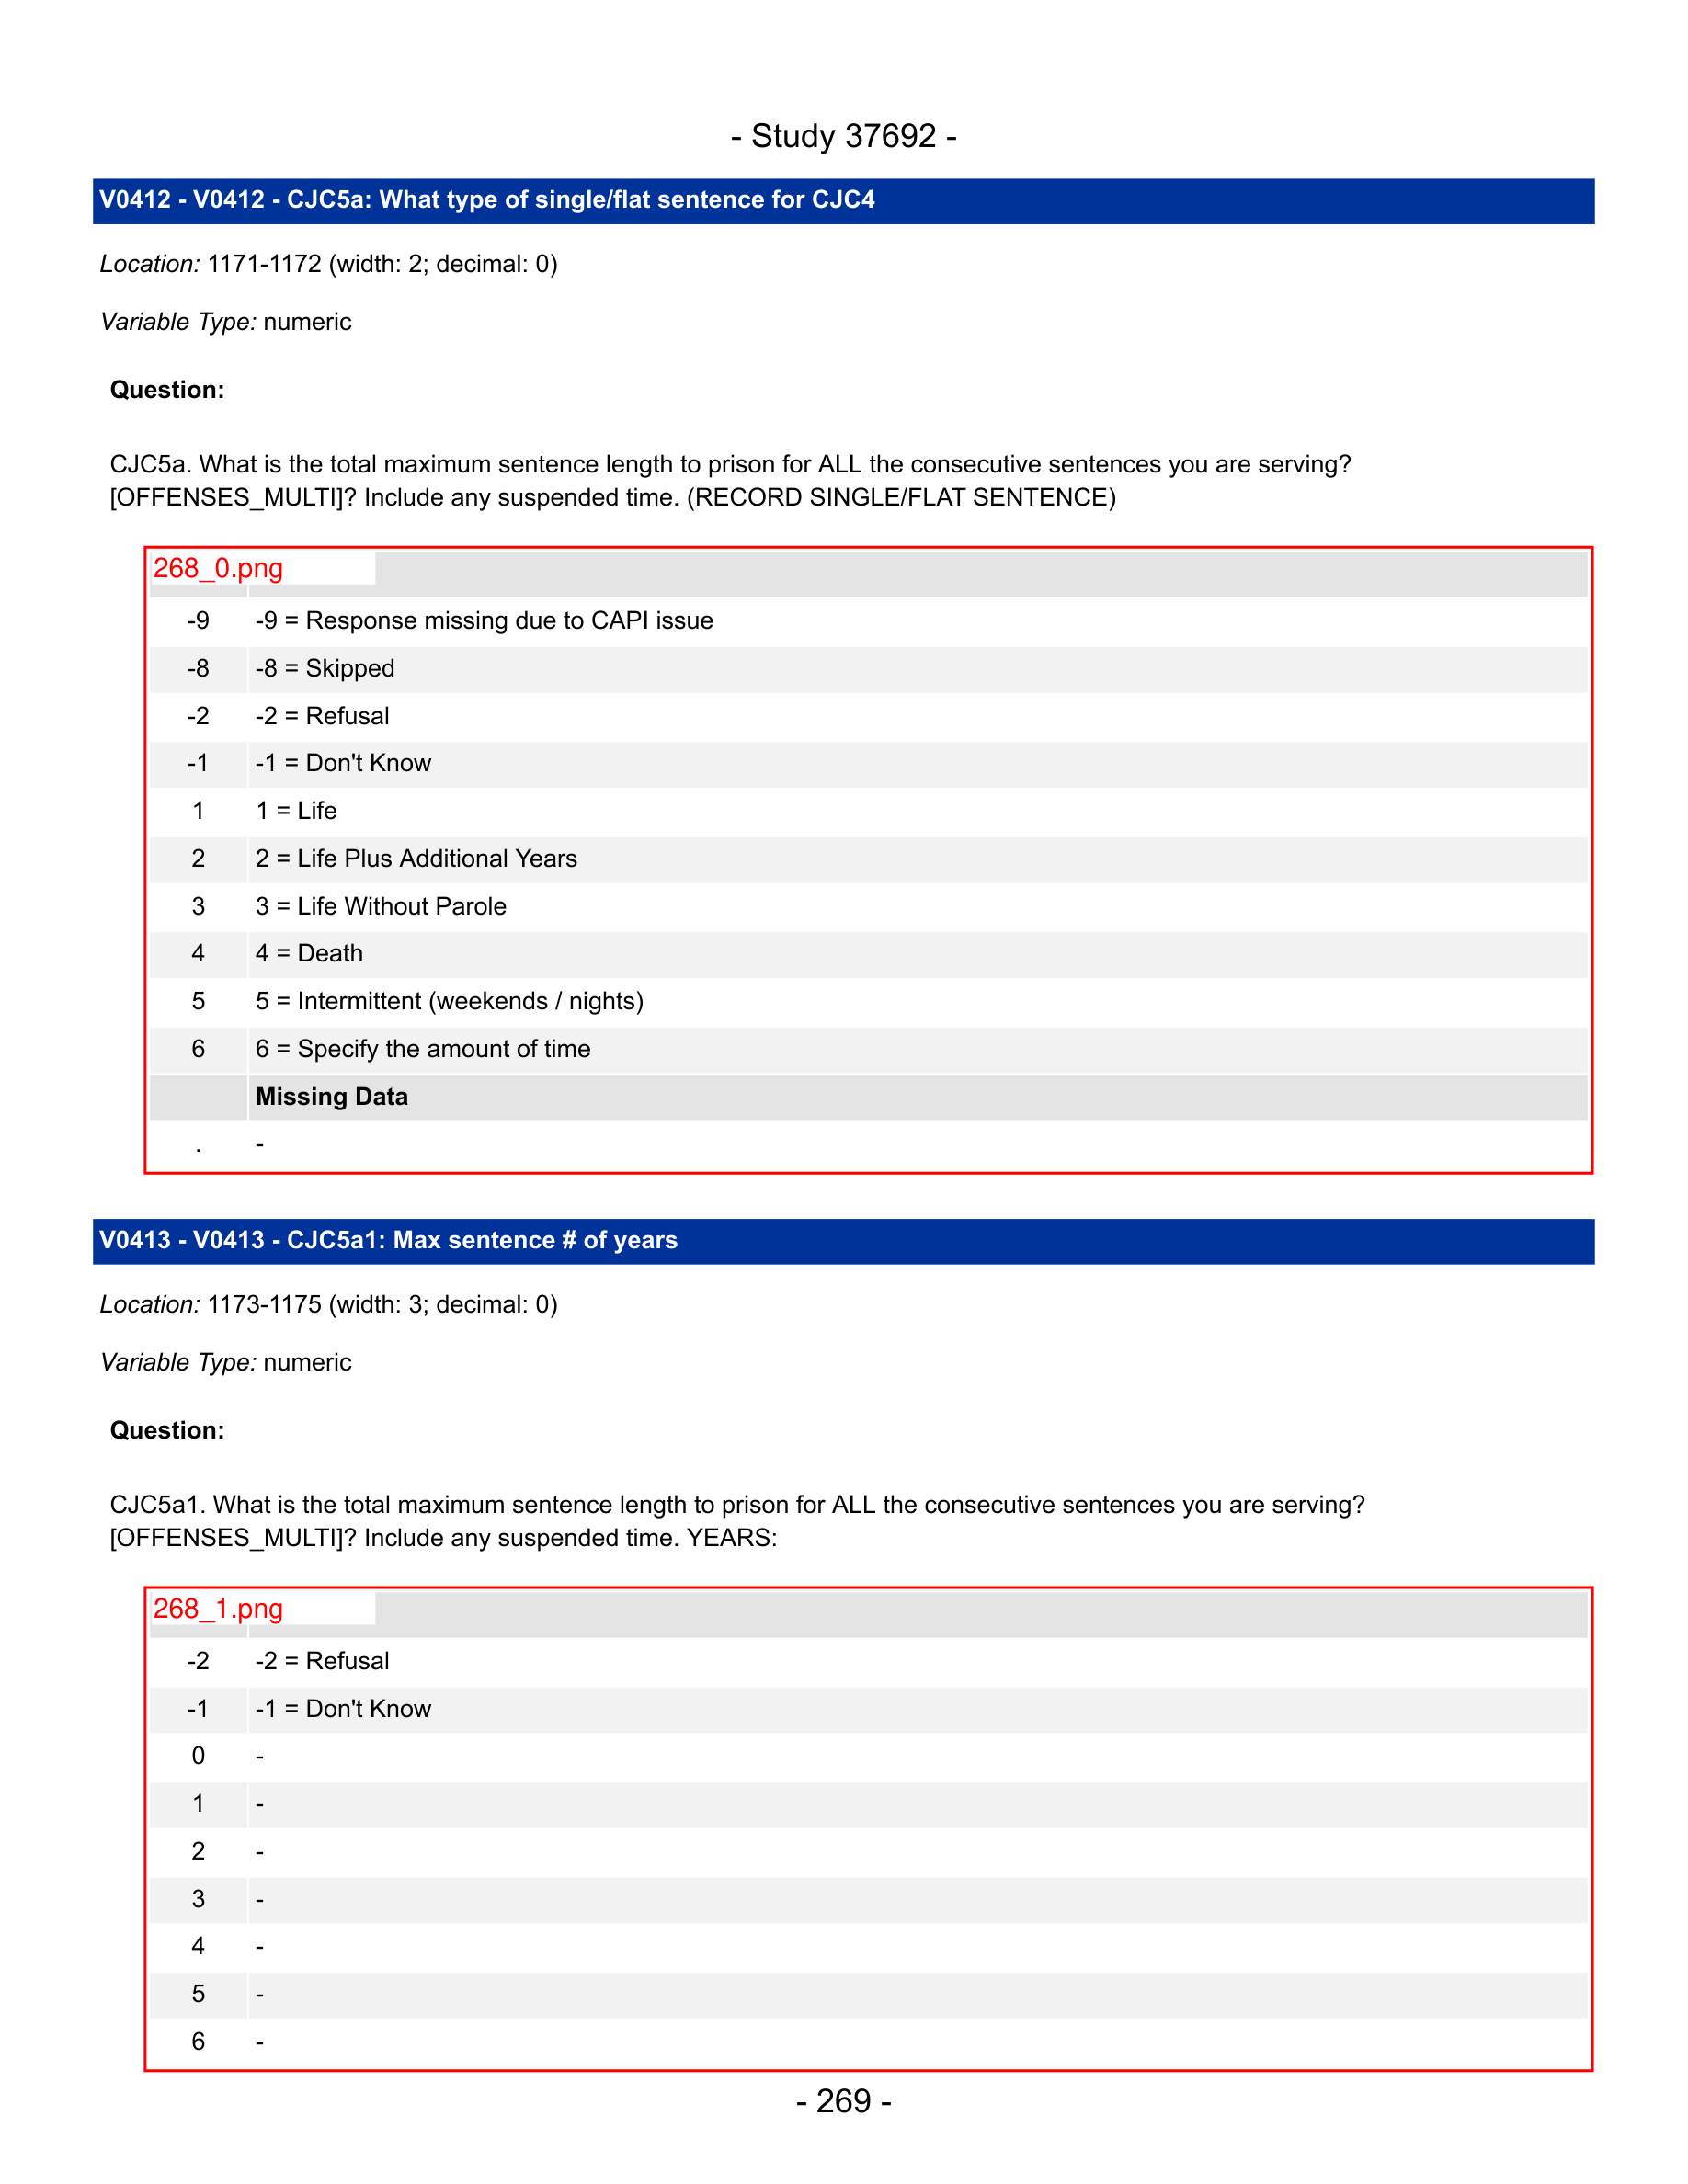 - Study 37692 -
V0412 - V0412 - CJC5a: What type of single/flat sentence for CJC4
Location: 1171-1172 (width: 2; decimal: 0)
Variable Type: numeric
Question:
CJC5a. What is the total maximum sentence length to prison for ALL the consecutive sentences you are serving?
[OFFENSES_MULTI]? Include any suspended time. (RECORD SINGLE/FLAT SENTENCE)
268_0.png
-9 -9 = Response missing due to CAPI issue
-8 -8 = Skipped
-2 -2 = Refusal
-1 -1 = Don't Know
1 1 = Life
2 2 = Life Plus Additional Years
3 3 = Life Without Parole
4 4 = Death
5 5 = Intermittent (weekends / nights)
6 6 = Specify the amount of time
Missing Data
. -
V0413 - V0413 - CJC5a1: Max sentence # of years
Location: 1173-1175 (width: 3; decimal: 0)
Variable Type: numeric
Question:
CJC5a1. What is the total maximum sentence length to prison for ALL the consecutive sentences you are serving?
[OFFENSES_MULTI]? Include any suspended time. YEARS:
268_1.png
-2 -2 = Refusal
-1 -1 = Don't Know
0 -
1 -
2 -
3 -
4 -
5 -
6 -
- 269 -